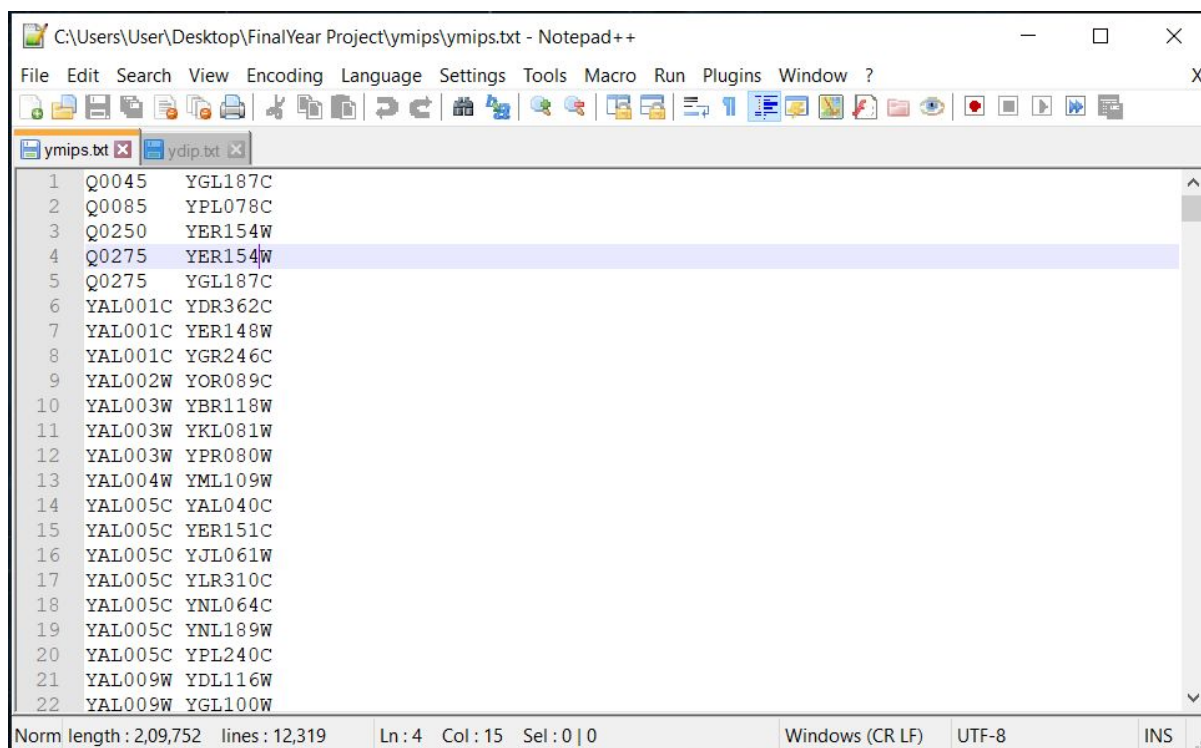 C:\Users\User\Desktop\FinalYear Project\ymips\ymips.txt - Notepad++
File Edit Search View Encoding Language Settings Tools Macro Run Plugins Window ? X
ymips.txt ydip.txt
1 Q0045 YGL187C
2 Q0085 YPL078C
3 Q0250 YER154W
4 Q0275 YER154W
5 Q0275 YGL187C
6 YAL001C YDR362C
7 YAL001C YER148W
8 YAL001C YGR246C
9 YAL002W YOR089C
10 YAL003W YBR118W
11 YAL003W YKL081W
12 YAL003W YPR080W
13 YAL004W YML109W
14 YAL005C YAL040C
15 YAL005C YER151C
16 YAL005C YJL061W
17 YAL005C YLR310C
18 YAL005C YNL064C
19 YAL005C YNL189W
20 YAL005C YPL240C
21 YAL009W YDL116W
22 YAL009W YGL100W
Norm length : 2,09,752 lines : 12,319 Ln : 4 Col : 15 Sel : 0 | 0 Windows (CR LF) UTF-8 INS